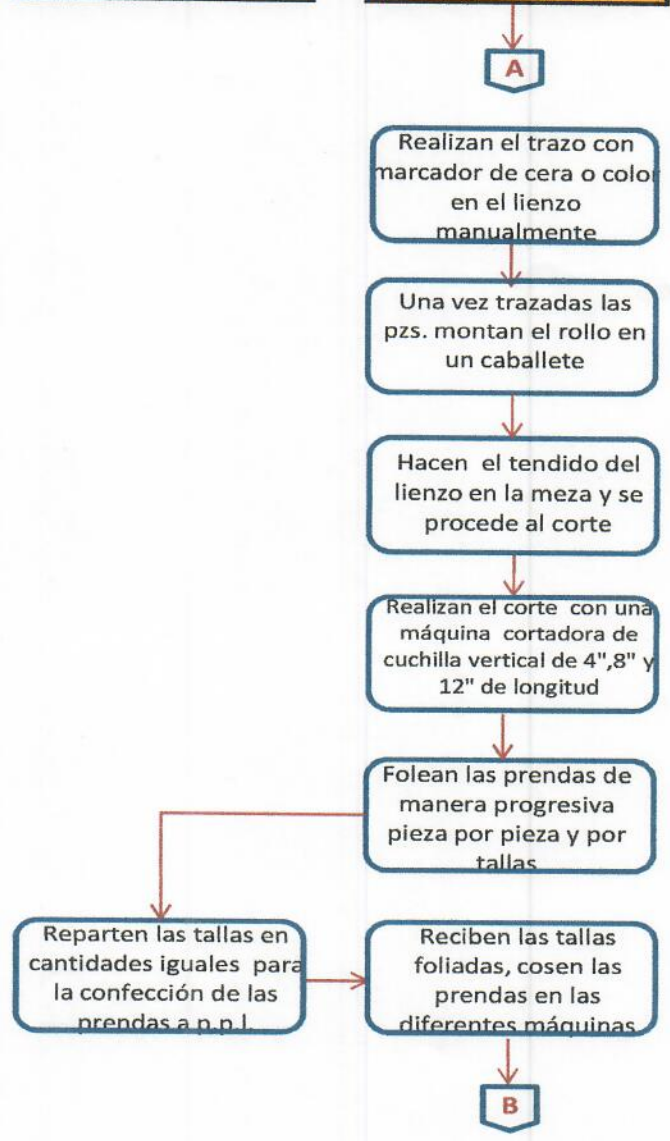 A
Realizan el trazo con
marcador de cera o color
en el lienzo
manualmente
Una vez trazadas las
pzs. montan el rollo en
un caballete
Hacen el tendido del
lienzo en la meza y se
procede al corte
Realizan el corte con una
máquina cortadora de
cuchilla vertical de 4",8" y
12" de longitud
Folean las prendas de
manera progresiva
pieza por pieza y por
tallas
Reparten las tallas en
cantidades iguales para
la confección de las
prendas a p.p.l.
Reciben las tallas
foliadas, cosen las
prendas en las
diferentes máquinas
B